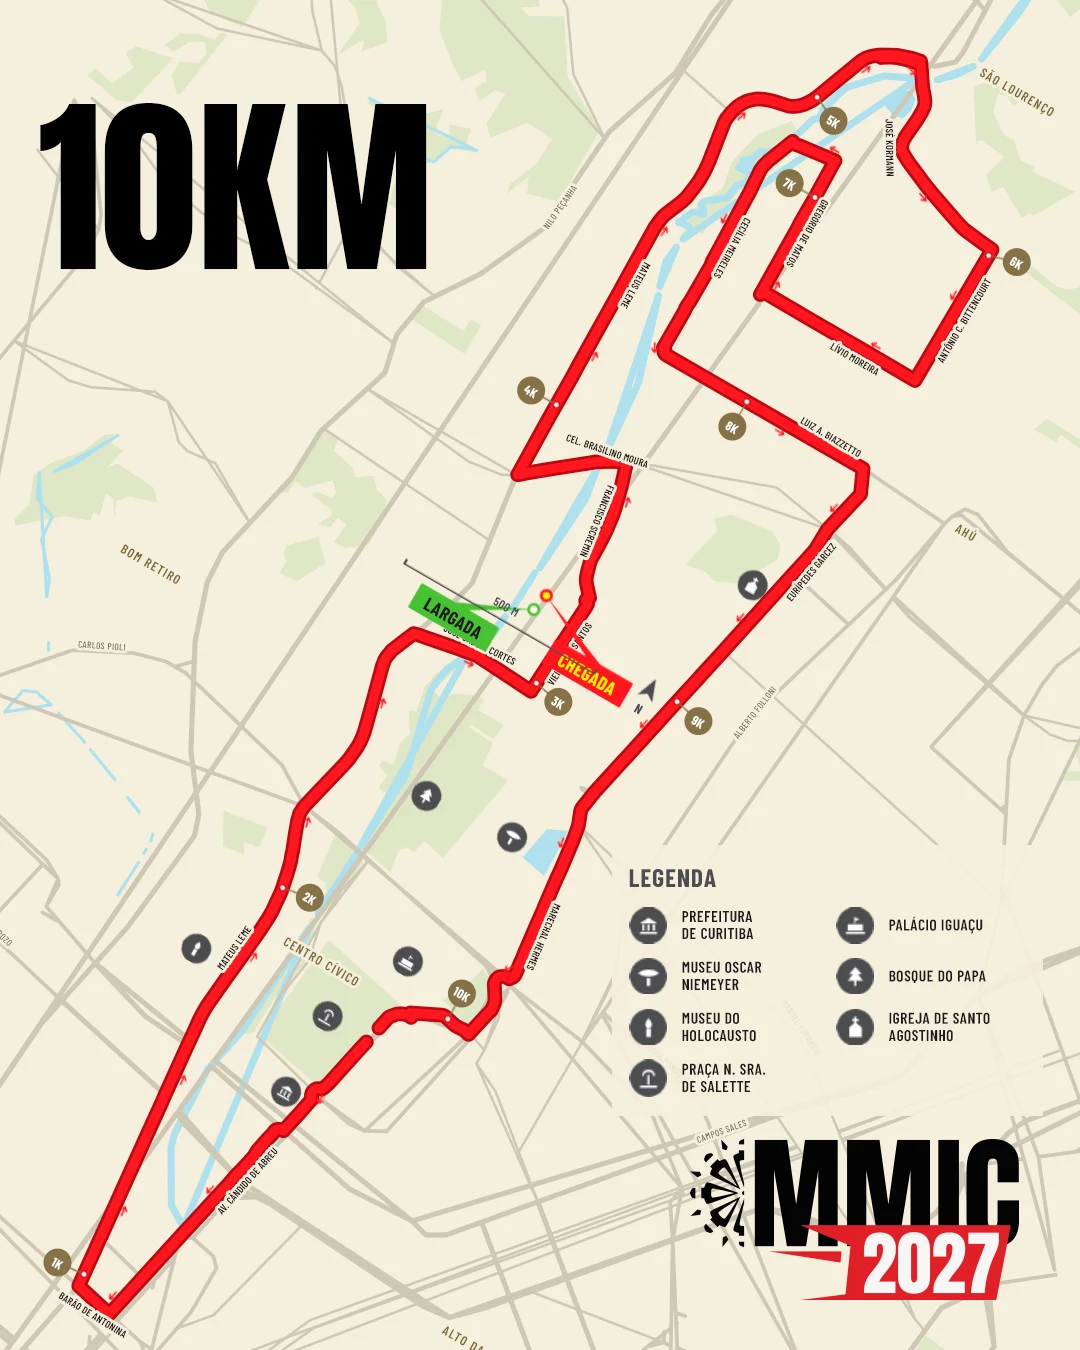 10KM
SÃO LOURENÇO
5K
JOSÉ KORMANN
7K
NILO PEÇANHA
GREGÓRIO DE MATOS
CECÍLIA MEIRELES
6K
MATEUS LEME
ANTÔNIO C. BITTENCOURT
LÍVIO MOREIRA
4K
8K
LUIZ A. BIAZZETTO
CEL. BRASILINO MOURA
FRANCISCO SCREMIN
AHÚ
BOM RETIRO
EURÍPEDES GARCEZ
500 M
LARGADA
CORTES
CARLOS PIOLI
CHEGADA
3K
N
9K
ALBERTO FOLLONI
LEGENDA
PREFEITURA
DE CURITIBA
MUSEU OSCAR
NIEMEYER
MUSEU DO
HOLOCAUSTO
PRAÇA N. SRA.
DE SALETTE
PALÁCIO IGUAÇU
BOSQUE DO PAPA
IGREJA DE SANTO
AGOSTINHO
2K
MATEUS LEME
CENTRO CÍVICO
MARECHAL HERMES
10K
AV. CÂNDIDO DE ABREU
CAMPOS SALES
MMIC
2027
1K
BARÃO DE ANTONINA
ALTO DA